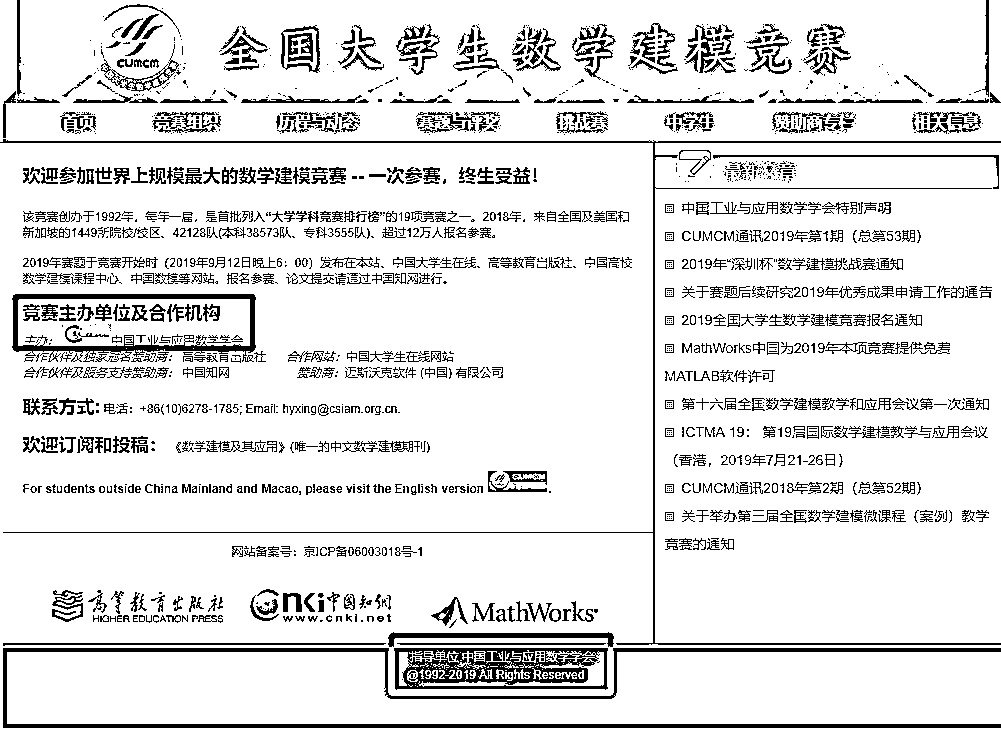 CUMCM
全国大学生数学建模竞赛
首页 竞赛组织 历程与动态 赛题与评奖 挑战赛 中学生 赞助商专栏 相关信息
欢迎参加世界上规模最大的数学建模竞赛 -- 一次参赛，终生受益！
该竞赛创办于1992年，每年一届，是首批列入“大学学科竞赛排行榜”的19项竞赛之一。2018年，来自全国及美国和
新加坡的1449所院校/校区、42128队(本科38573队、专科3555队)、超过12万人报名参赛。
2019年赛题于竞赛开始时（2019年9月12日晚上6：00）发布在本站、中国大学生在线、高等教育出版社、中国高校
数学建模课程中心、中国数模等网站。报名参赛、论文提交请通过中国知网进行。
竞赛主办单位及合作机构
主办： CSiam 中国工业与应用数学学会
合作伙伴及独家冠名赞助商：高等教育出版社 合作网站：中国大学生在线网站
合作伙伴及服务支持赞助商：中国知网 赞助商：迈斯沃克软件 (中国) 有限公司
联系方式: 电话：+86(10)6278-1785; Email: hyxing@csiam.org.cn.
欢迎订阅和投稿： 《数学建模及其应用》(唯一的中文数学建模期刊)
For students outside China Mainland and Macao, please visit the English version CUMCM.
网站备案号：京ICP备06003018号-1
高等教育出版社
HIGHER EDUCATION PRESS
cnki中国知网
www.cnki.net
MathWorks
最新教育
中国工业与应用数学学会特别声明
CUMCM通讯2019年第1期（总第53期）
2019年“深圳杯”数学建模挑战赛通知
关于赛题后续研究2019年优秀成果申请工作的通告
2019全国大学生数学建模竞赛报名通知
MathWorks中国为2019年本项竞赛提供免费
MATLAB软件许可
第十六届全国数学建模教学和应用会议第一次通知
ICTMA 19： 第19届国际数学建模教学与应用会议
（香港，2019年7月21-26日）
CUMCM通讯2018年第2期（总第52期）
关于举办第三届全国数学建模微课程（案例）教学
竞赛的通知
指导单位 中国工业与应用数学学会
@1992-2019 All Rights Reserved